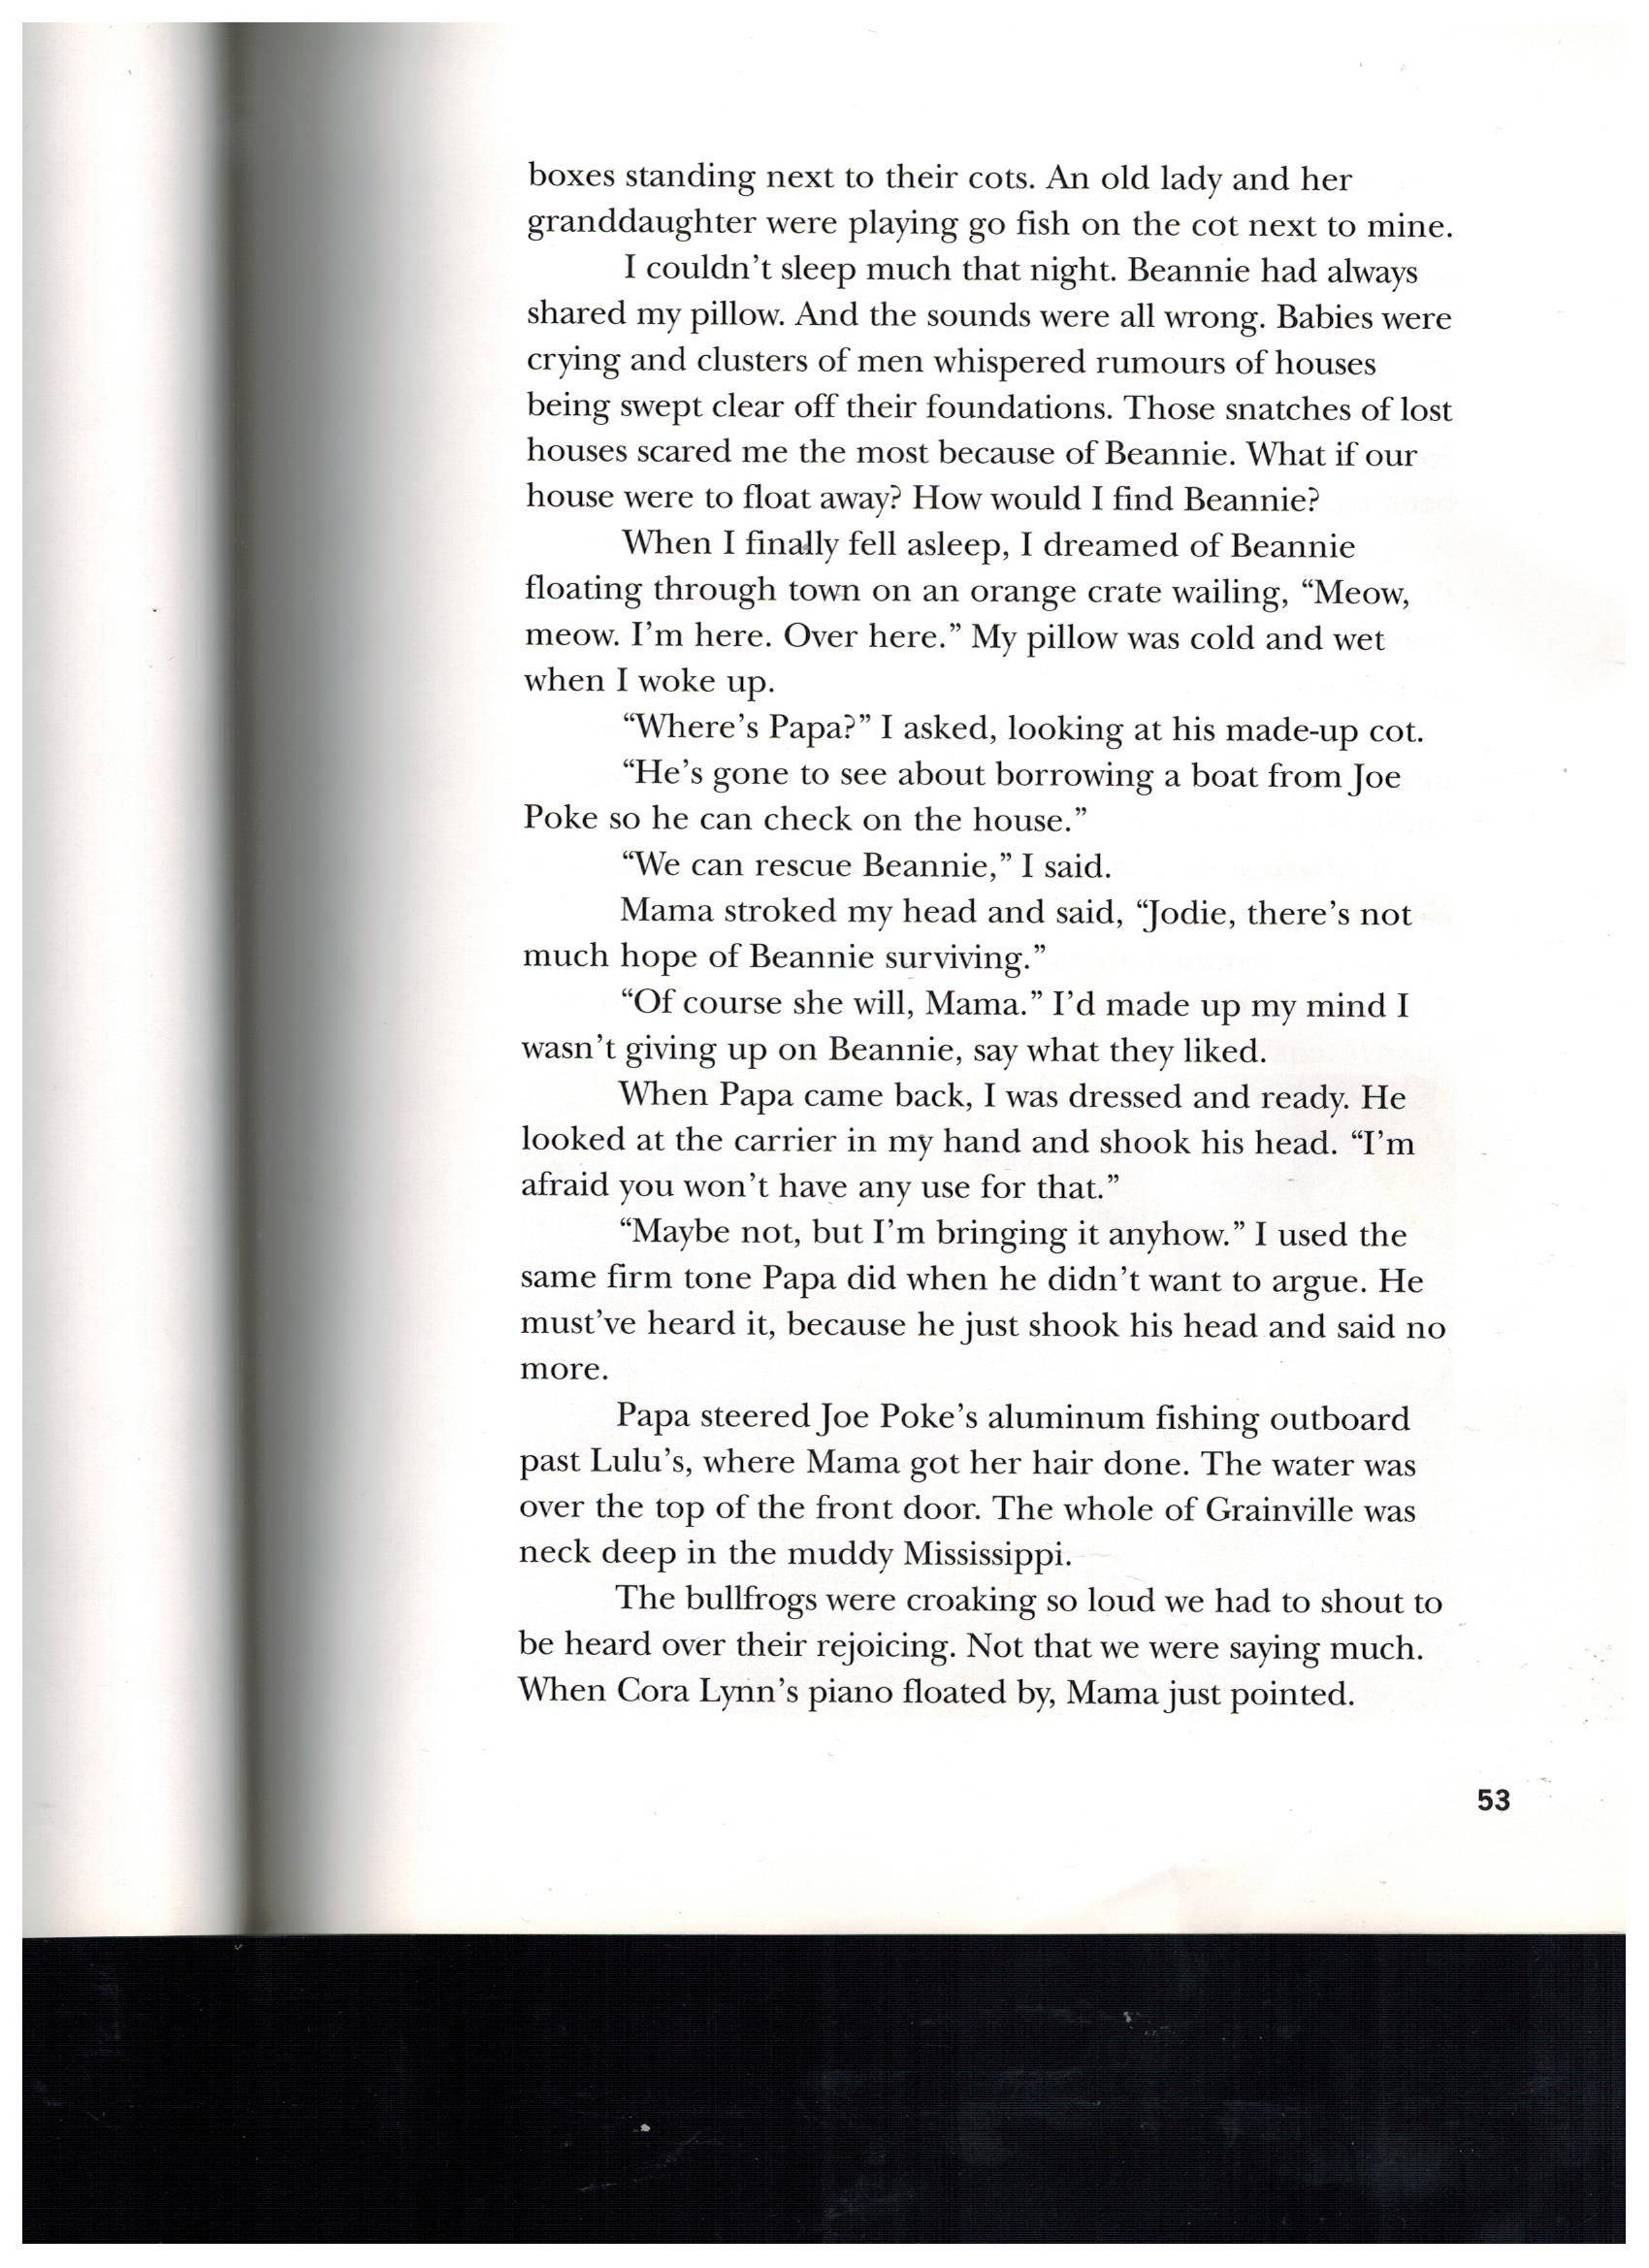 boxes standing next to their cots. An old lady and her
granddaughter were playing go fish on the cot next to mine.
I couldn’t sleep much that night. Beannie had always
shared my pillow. And the sounds were all wrong. Babies were
crying and clusters of men whispered rumours of houses
being swept clear off their foundations. Those snatches of lost
houses scared me the most because of Beannie. What if our
house were to float away? How would I find Beannie?
When I finally fell asleep, I dreamed of Beannie
floating through town on an orange crate wailing, “Meow,
meow. I’m here. Over here.” My pillow was cold and wet
when I woke up.
“Where’s Papa?” I asked, looking at his made-up cot.
“He’s gone to see about borrowing a boat from Joe
Poke so he can check on the house.”
“We can rescue Beannie,” I said.
Mama stroked my head and said, “Jodie, there’s not
much hope of Beannie surviving.”
“Of course she will, Mama.” I’d made up my mind I
wasn’t giving up on Beannie, say what they liked.
When Papa came back, I was dressed and ready. He
looked at the carrier in my hand and shook his head. “I’m
afraid you won’t have any use for that.”
“Maybe not, but I’m bringing it anyhow.” I used the
same firm tone Papa did when he didn’t want to argue. He
must’ve heard it, because he just shook his head and said no
more.
Papa steered Joe Poke’s aluminum fishing outboard
past Lulu’s, where Mama got her hair done. The water was
over the top of the front door. The whole of Grainville was
neck deep in the muddy Mississippi.
The bullfrogs were croaking so loud we had to shout to
be heard over their rejoicing. Not that we were saying much.
When Cora Lynn’s piano floated by, Mama just pointed.
53